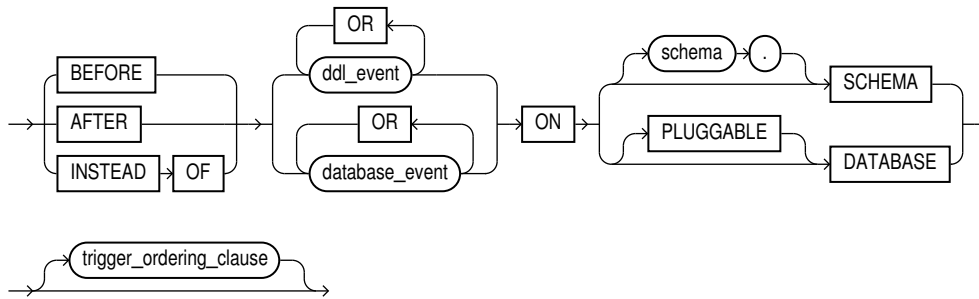 OR
BEFORE
ddl_event
schema .
SCHEMA
AFTER
OR
ON
PLUGGABLE
INSTEAD OF
database_event
DATABASE
trigger_ordering_clause